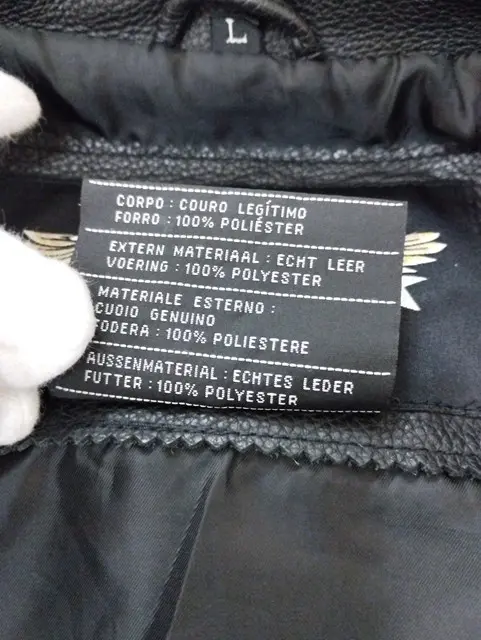 L
CORPO : COURO LEGÍTIMO
FORRO : 100% POLIÉSTER
EXTERN MATERIAAL : ECHT LEER
VOERING : 100% POLYESTER
MATERIALE ESTERNO :
CUOIO GENUINO
FODERA : 100% POLIESTERE
AUSSENMATERIAL : ECHTES LEDER
FUTTER : 100% POLYESTER